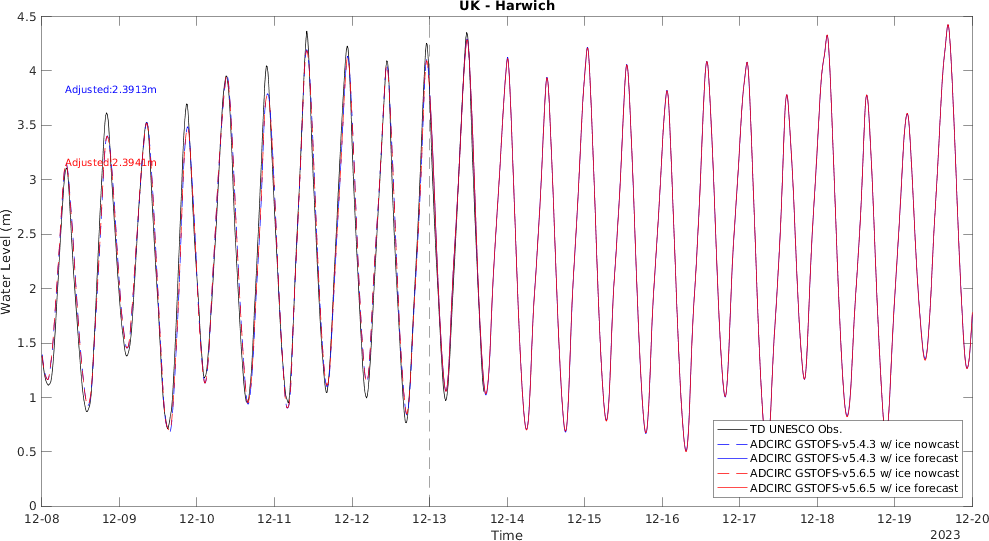 UK - Harwich
4.5
4
3.5
3
2.5
2
1.5
1
0.5
0
Water Level (m)
Adjusted:2.3913m
Adjusted:2.3941m
TD UNESCO Obs.
ADCIRC GSTOFS-v5.4.3 w/ ice nowcast
ADCIRC GSTOFS-v5.4.3 w/ ice forecast
ADCIRC GSTOFS-v5.6.5 w/ ice nowcast
ADCIRC GSTOFS-v5.6.5 w/ ice forecast
12-08 12-09 12-10 12-11 12-12 12-13 12-14 12-15 12-16 12-17 12-18 12-19 12-20
Time
2023